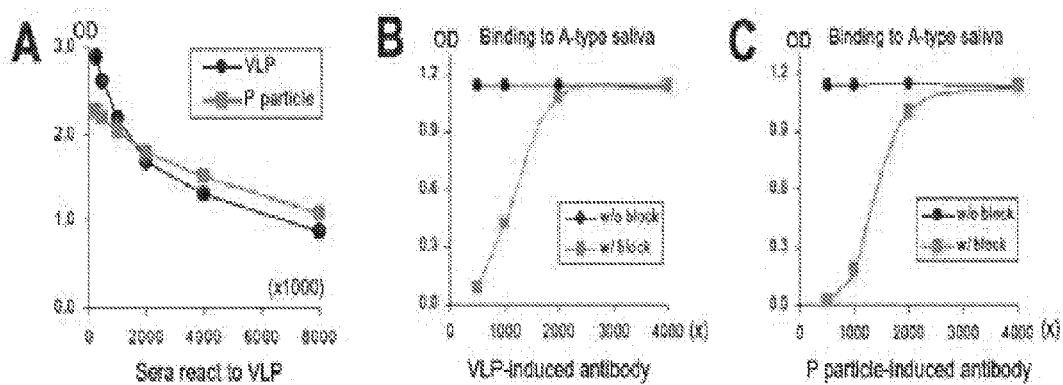 A
OD
3.0
2.0
1.0
0.0
VLP
P particle
(x1000)
0 2000 4000 6000 8000
Sera react to VLP
B
OD Binding to A-type saliva
1.2
0.9
0.6
0.3
0.0
w/o block
w/ block
0 1000 2000 3000 4000 (x)
VLP-induced antibody
C
OD Binding to A-type saliva
1.2
0.9
0.6
0.3
0.0
w/o block
w/ block
0 1000 2000 3000 4000 (x)
P particle-induced antibody